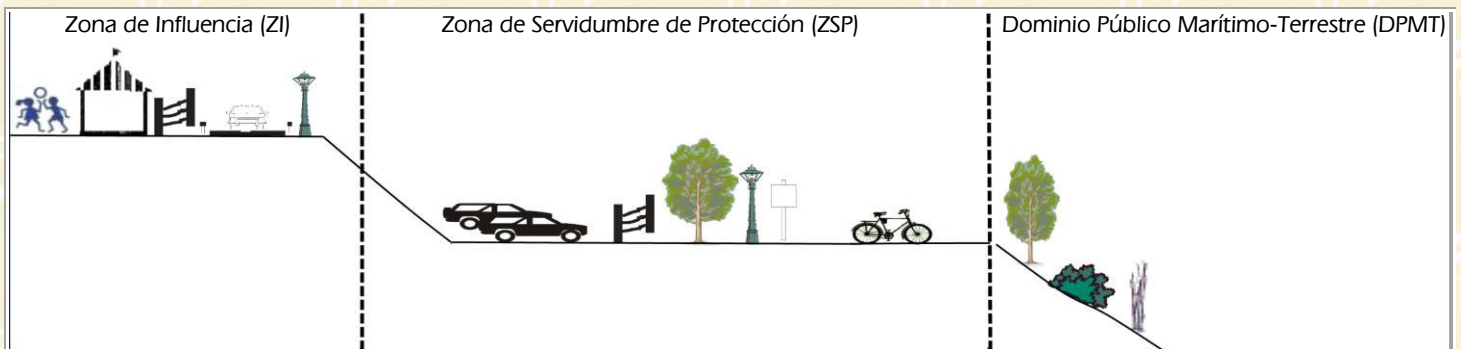 Zona de Influencia (ZI)
Zona de Servidumbre de Protección (ZSP)
Dominio Público Marítimo-Terrestre (DPMT)